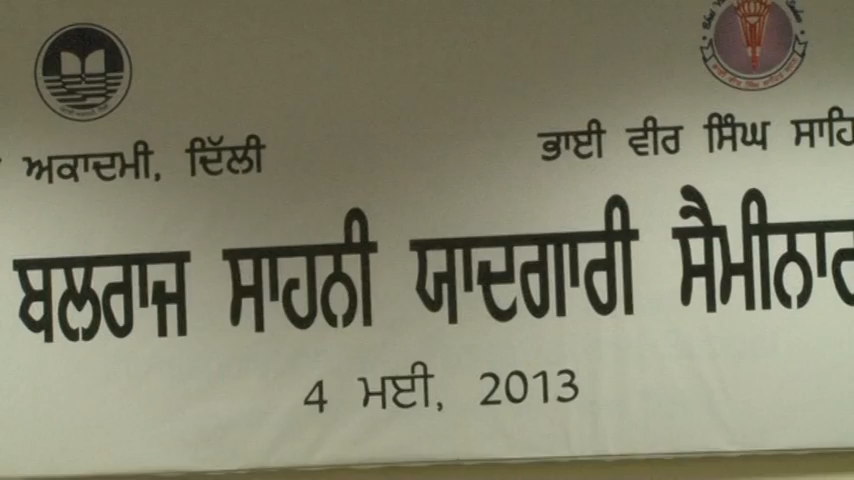 ਅਕਾਦਮੀ, ਦਿੱਲੀ
ਭਾਈ ਵੀਰ ਸਿੰਘ ਸਾਹਿ
ਬਲਰਾਜ ਸਾਹਨੀ ਯਾਦਗਾਰੀ ਸੈਮੀਨਾਰ
4 ਮਈ, 2013